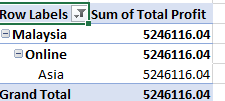 Row Labels Sum of Total Profit
Malaysia 5246116.04
Online 5246116.04
Asia 5246116.04
Grand Total 5246116.04